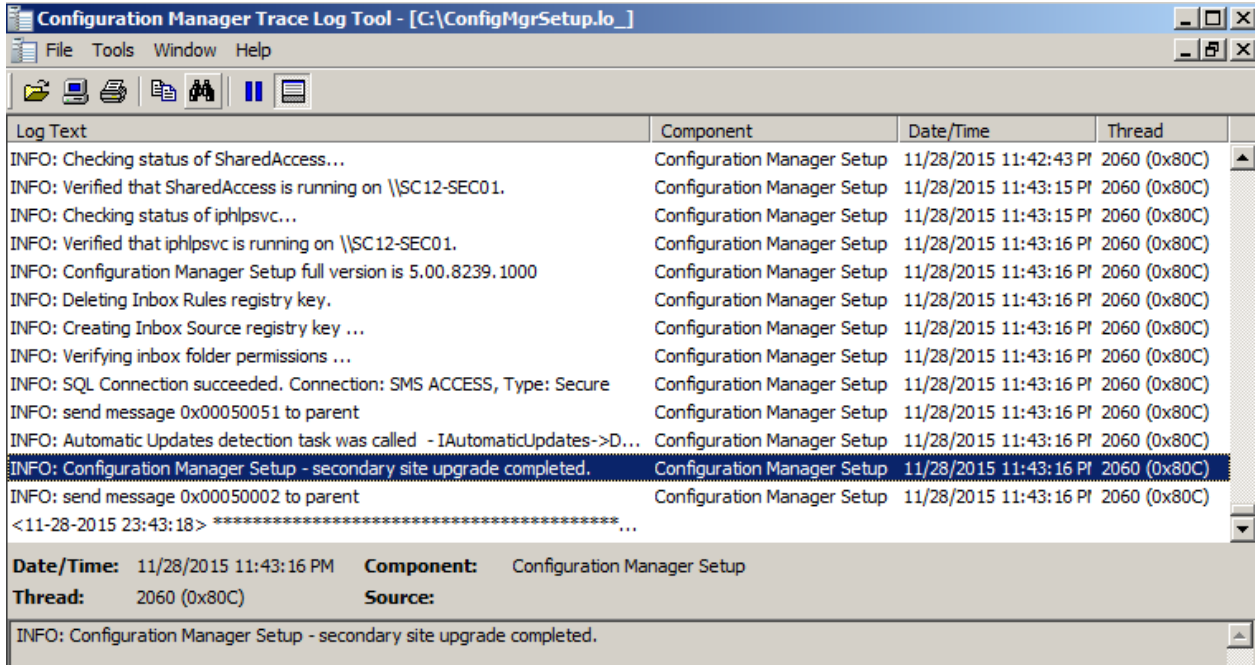 Configuration Manager Trace Log Tool - [C:\ConfigMgrSetup.lo_]
File Tools Window Help
Log Text Component Date/Time Thread
INFO: Checking status of SharedAccess... Configuration Manager Setup 11/28/2015 11:42:43 PM 2060 (0x80C)
INFO: Verified that SharedAccess is running on \\SC12-SEC01. Configuration Manager Setup 11/28/2015 11:43:15 PM 2060 (0x80C)
INFO: Checking status of iphlpsvc... Configuration Manager Setup 11/28/2015 11:43:15 PM 2060 (0x80C)
INFO: Verified that iphlpsvc is running on \\SC12-SEC01. Configuration Manager Setup 11/28/2015 11:43:16 PM 2060 (0x80C)
INFO: Configuration Manager Setup full version is 5.00.8239.1000 Configuration Manager Setup 11/28/2015 11:43:16 PM 2060 (0x80C)
INFO: Deleting Inbox Rules registry key. Configuration Manager Setup 11/28/2015 11:43:16 PM 2060 (0x80C)
INFO: Creating Inbox Source registry key ... Configuration Manager Setup 11/28/2015 11:43:16 PM 2060 (0x80C)
INFO: Verifying inbox folder permissions ... Configuration Manager Setup 11/28/2015 11:43:16 PM 2060 (0x80C)
INFO: SQL Connection succeeded. Connection: SMS ACCESS, Type: Secure Configuration Manager Setup 11/28/2015 11:43:16 PM 2060 (0x80C)
INFO: send message 0x00050051 to parent Configuration Manager Setup 11/28/2015 11:43:16 PM 2060 (0x80C)
INFO: Automatic Updates detection task was called - IAutomaticUpdates->D... Configuration Manager Setup 11/28/2015 11:43:16 PM 2060 (0x80C)
INFO: Configuration Manager Setup - secondary site upgrade completed. Configuration Manager Setup 11/28/2015 11:43:16 PM 2060 (0x80C)
INFO: send message 0x00050002 to parent Configuration Manager Setup 11/28/2015 11:43:16 PM 2060 (0x80C)
<11-28-2015 23:43:18> *****************************************...
Date/Time: 11/28/2015 11:43:16 PM Component: Configuration Manager Setup
Thread: 2060 (0x80C) Source:
INFO: Configuration Manager Setup - secondary site upgrade completed.